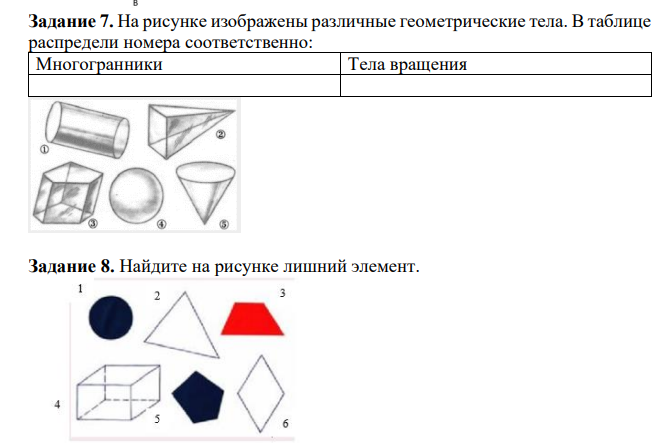 в
Задание 7. На рисунке изображены различные геометрические тела. В таблице
распредели номера соответственно:
Многогранники Тела вращения
① ②
③ ④ ⑤
Задание 8. Найдите на рисунке лишний элемент.
1 2 3
4 5 6